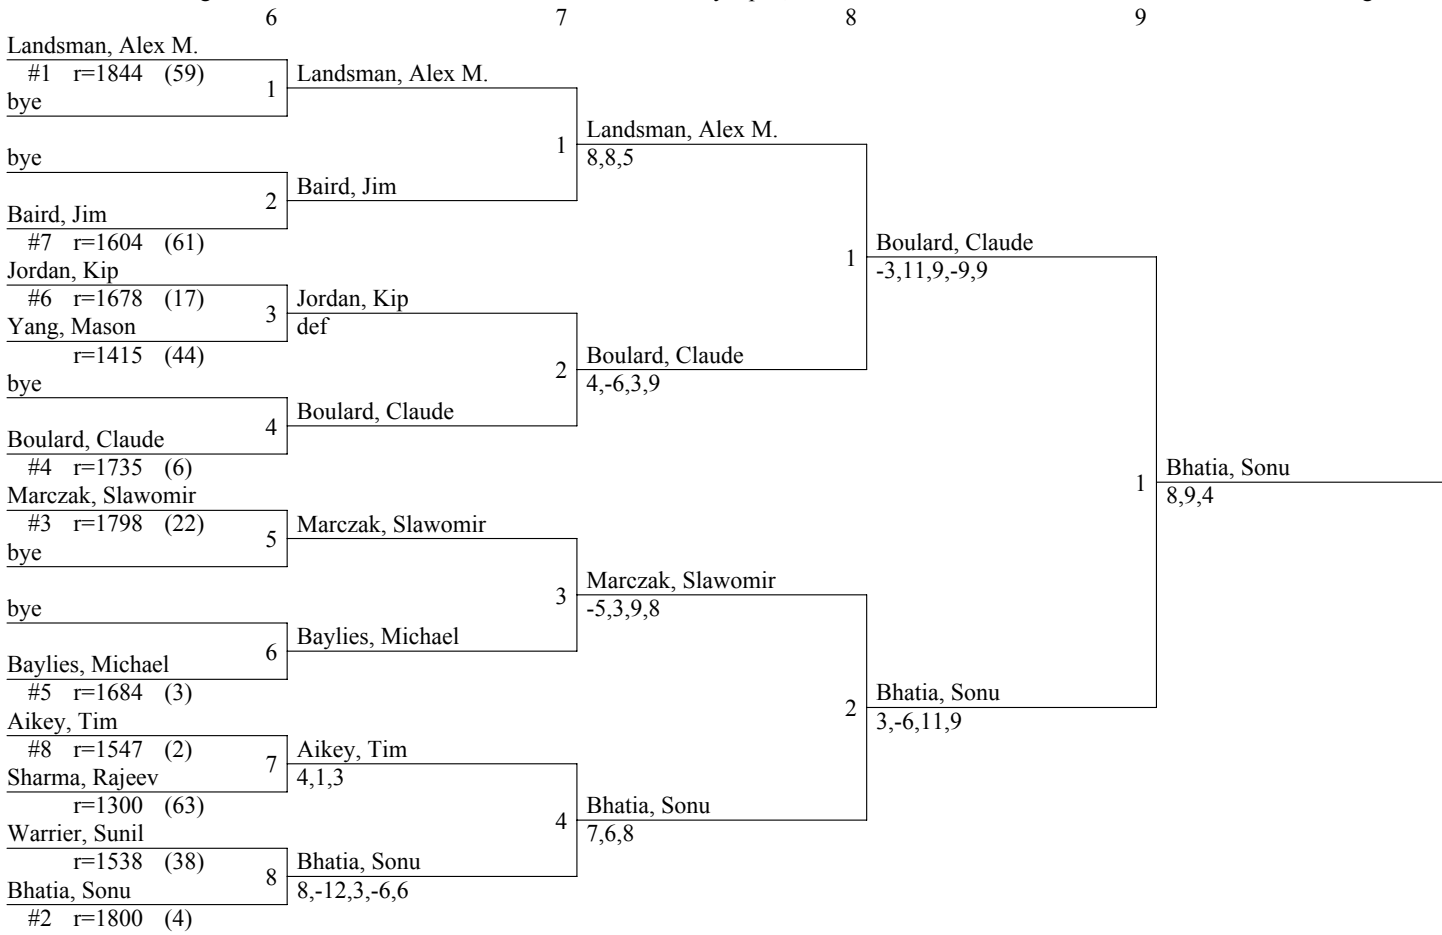 6 7 8 9
Landsman, Alex M.
#1 r=1844 (59)
1
Landsman, Alex M.
bye
1
Landsman, Alex M.
8,8,5
bye
2
Baird, Jim
Baird, Jim
#7 r=1604 (61)
1
Boulard, Claude
-3,11,9,-9,9
Jordan, Kip
#6 r=1678 (17)
3
Jordan, Kip
def
Yang, Mason
r=1415 (44)
2
Boulard, Claude
4,-6,3,9
bye
4
Boulard, Claude
Boulard, Claude
#4 r=1735 (6)
1
Bhatia, Sonu
8,9,4
Marczak, Slawomir
#3 r=1798 (22)
5
Marczak, Slawomir
bye
3
Marczak, Slawomir
-5,3,9,8
bye
6
Baylies, Michael
Baylies, Michael
#5 r=1684 (3)
2
Bhatia, Sonu
3,-6,11,9
Aikey, Tim
#8 r=1547 (2)
7
Aikey, Tim
4,1,3
Sharma, Rajeev
r=1300 (63)
4
Bhatia, Sonu
7,6,8
Warrier, Sunil
r=1538 (38)
8
Bhatia, Sonu
8,-12,3,-6,6
Bhatia, Sonu
#2 r=1800 (4)